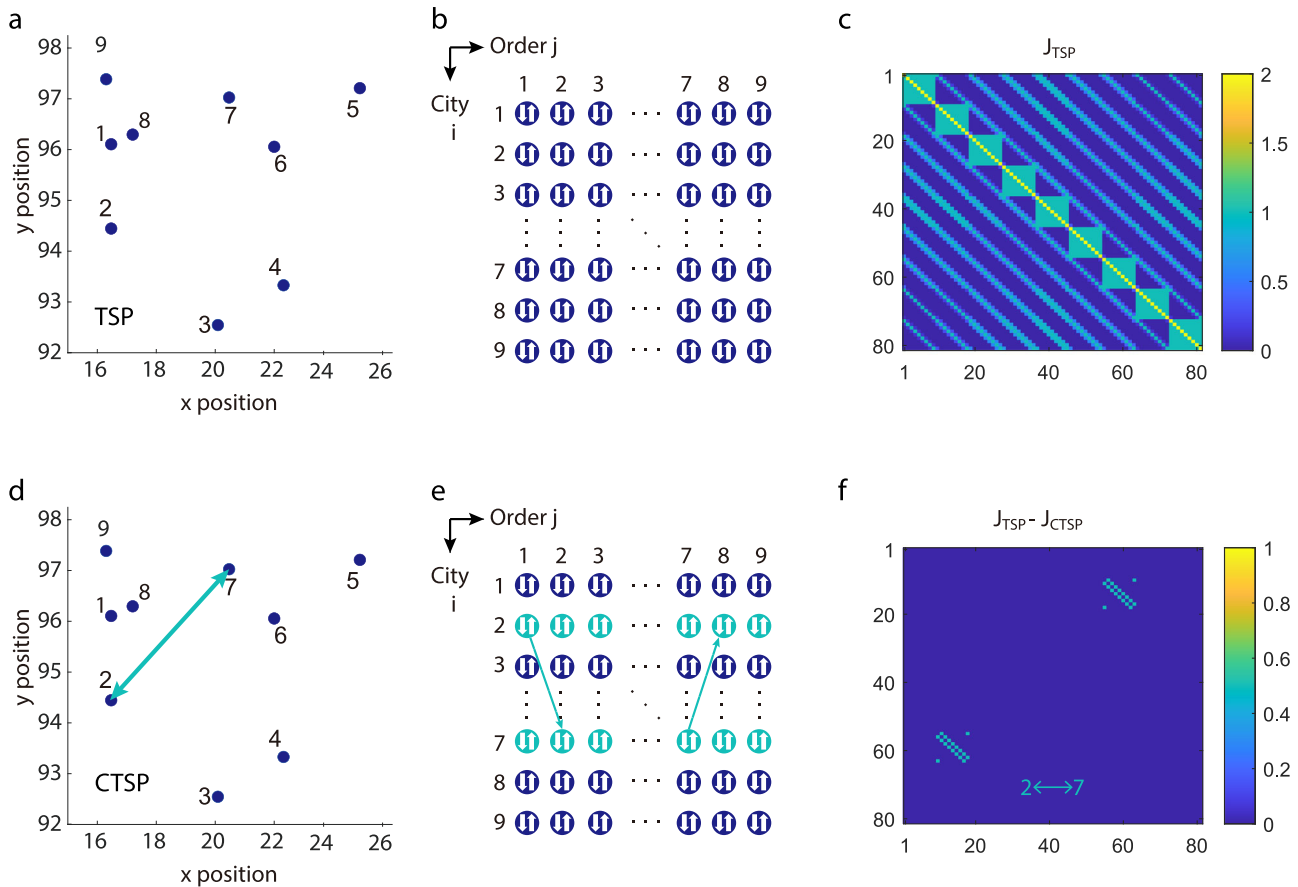 a
98
97
96
95
94
93
92
y position
9
1
8
7
5
6
2
4
3
TSP
16 18 20 22 24 26
x position
b
Order j
City
i
1 2 3 · · · 7 8 9
1
2
3
7
8
9
c
J_TSP
1
20
40
60
80
1 20 40 60 80
2
1.5
1
0.5
0
d
98
97
96
95
94
93
92
y position
9
1
8
7
5
6
2
4
3
CTSP
16 18 20 22 24 26
x position
e
Order j
City
i
1 2 3 · · · 7 8 9
1
2
3
7
8
9
f
J_TSP - J_CTSP
1
20
40
60
80
2⟷7
1 20 40 60 80
1
0.8
0.6
0.4
0.2
0